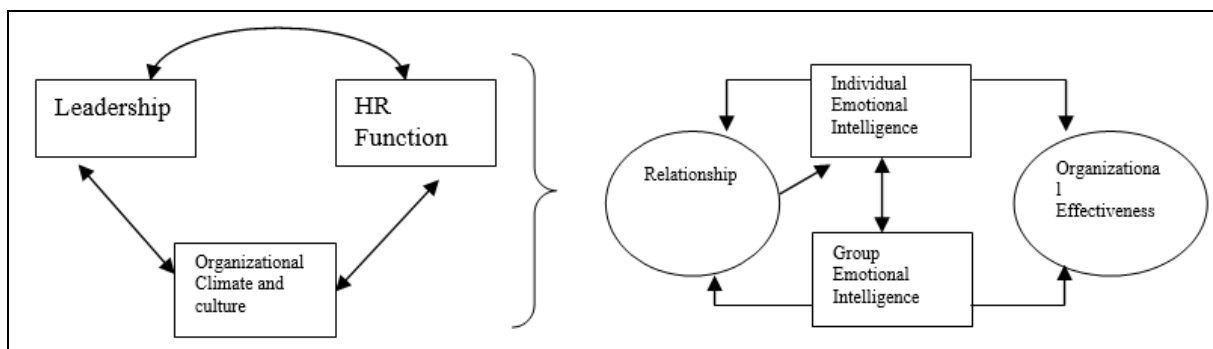 Leadership
HR
Function
Organizational
Climate and
culture
Relationship
Individual
Emotional
Intelligence
Group
Emotional
Intelligence
Organizationa
l
Effectiveness